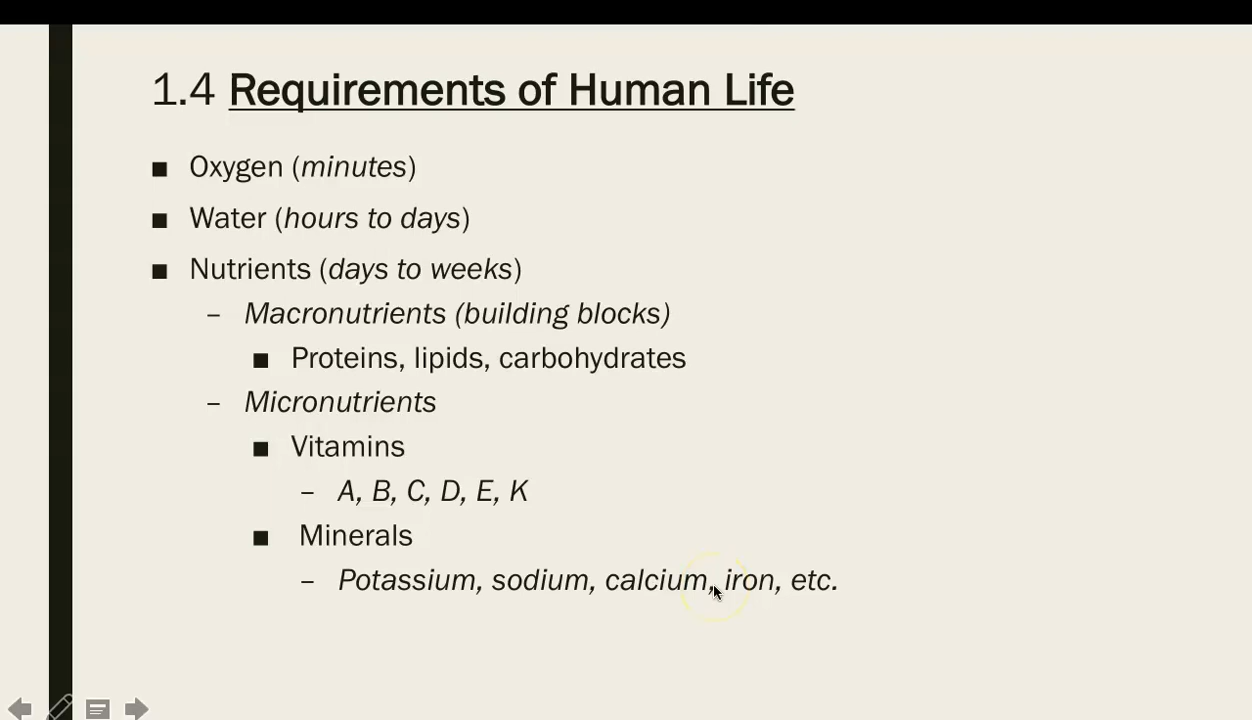 1.4 Requirements of Human Life
■ Oxygen (minutes)
■ Water (hours to days)
■ Nutrients (days to weeks)
– Macronutrients (building blocks)
■ Proteins, lipids, carbohydrates
– Micronutrients
■ Vitamins
– A, B, C, D, E, K
■ Minerals
– Potassium, sodium, calcium, iron, etc.